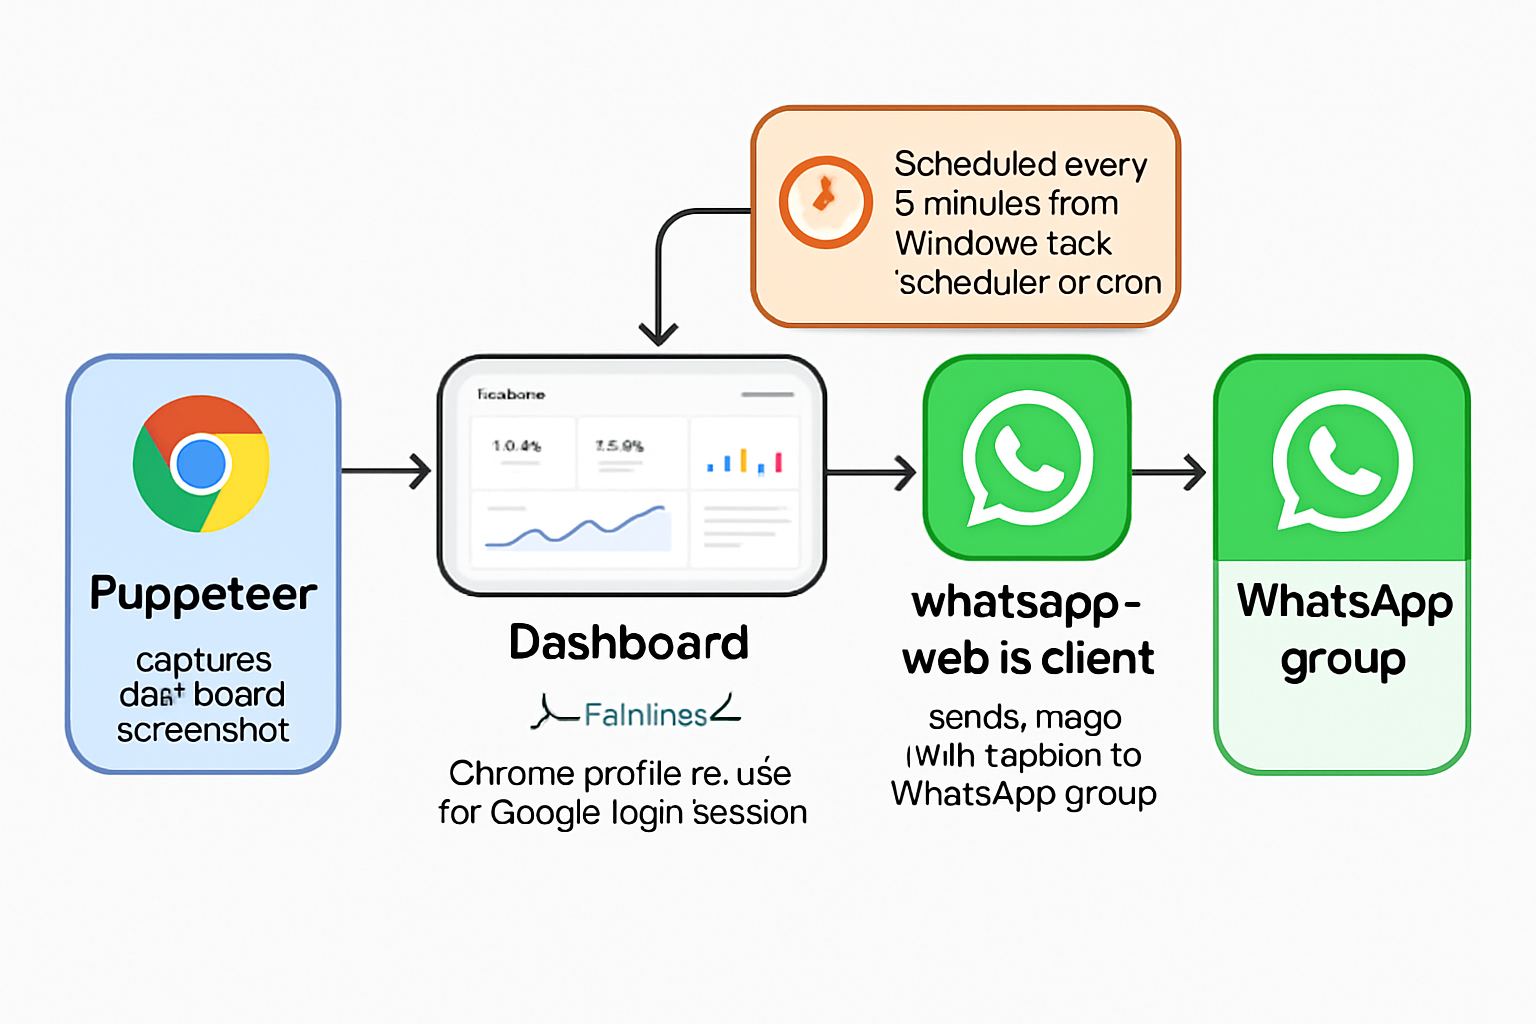 Scheduled every
5 minules from
Windowe tack
'scheduler or cron
Ficabone
1.0.4%
7.5.9%
Puppeteer
captures
board
screenshot
Dashboard
Falnlines
Chrome profile re. use
for Google login 'session
whatsapp-
web is client
sends, mago
(Wilh tapbion to
WhatsApp group
WhatsApp
group